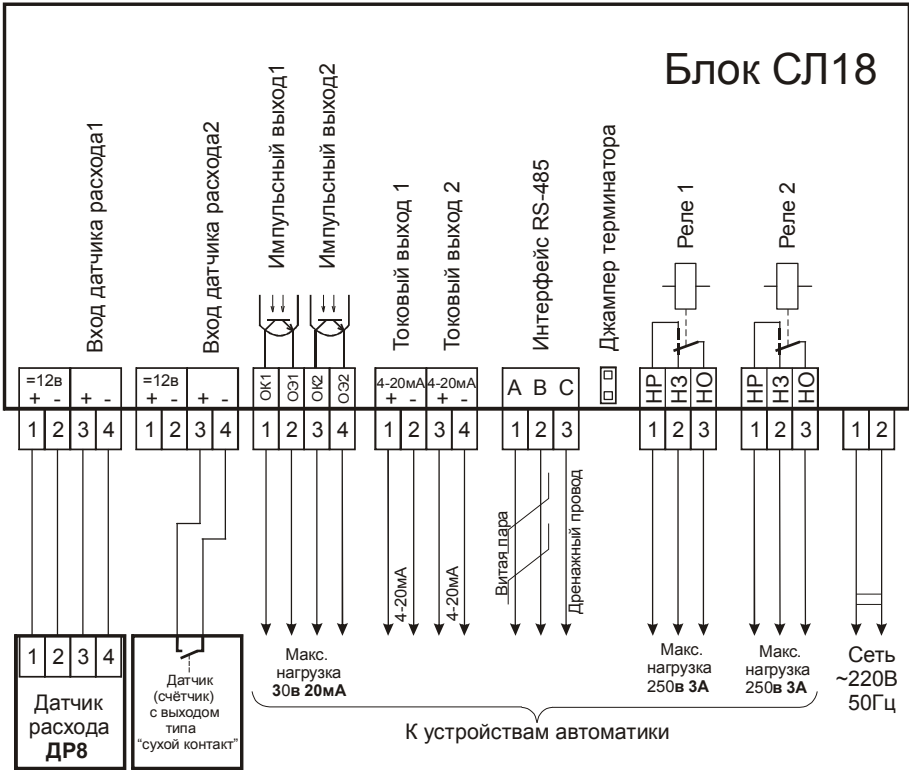 Блок СЛ18
Вход датчика расхода1
Вход датчика расхода2
Импульсный выход1
Импульсный выход2
Токовый выход 1
Токовый выход 2
Интерфейс RS-485
Джампер терминатора
Реле 1
Реле 2
=12в
+ - + -
=12в
+ - + -
ОК1
ОЭ1
ОК2
ОЭ2
4-20мА 4-20мА
+ - + -
А В С
НР
НЗ
НО
НР
НЗ
НО
1 2 3 4
1 2 3 4
1 2 3 4
1 2 3 4
1 2 3
1 2 3
1 2 3
1 2
4-20мА
4-20мА
Витая пара
Дренажный провод
1 2 3 4
Датчик
расхода
ДР8
Датчик
(счётчик)
с выходом
типа
"сухой контакт"
Макс.
нагрузка
30в 20мА
Макс.
нагрузка
250в 3А
Макс.
нагрузка
250в 3А
Сеть
~220В
50Гц
К устройствам автоматики